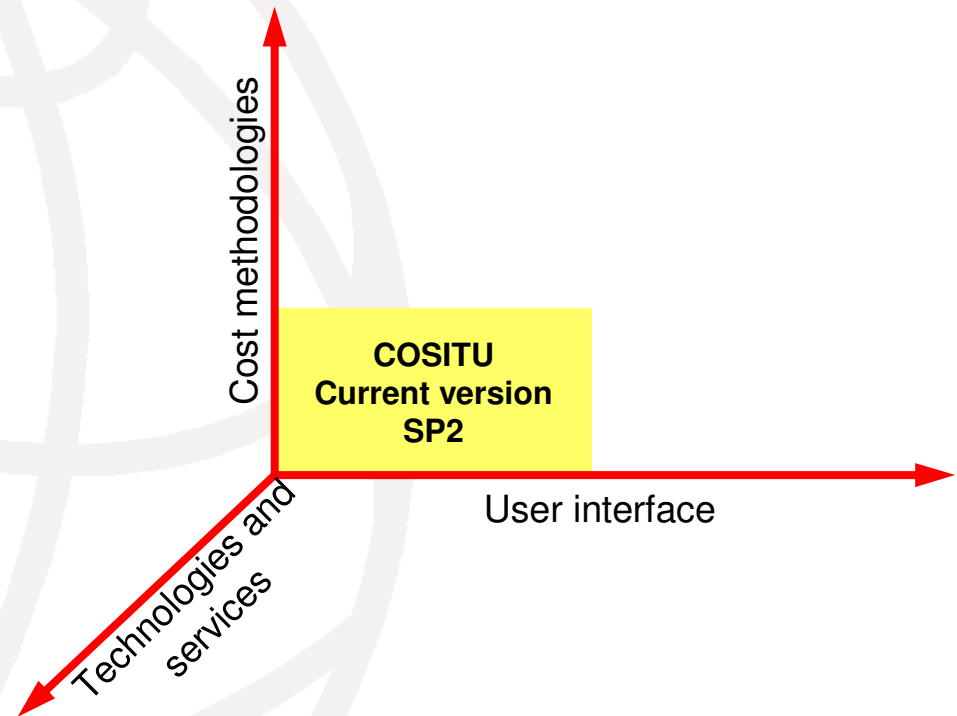 Cost methodologies
COSITU
Current version
SP2
User interface
Technologies and
services